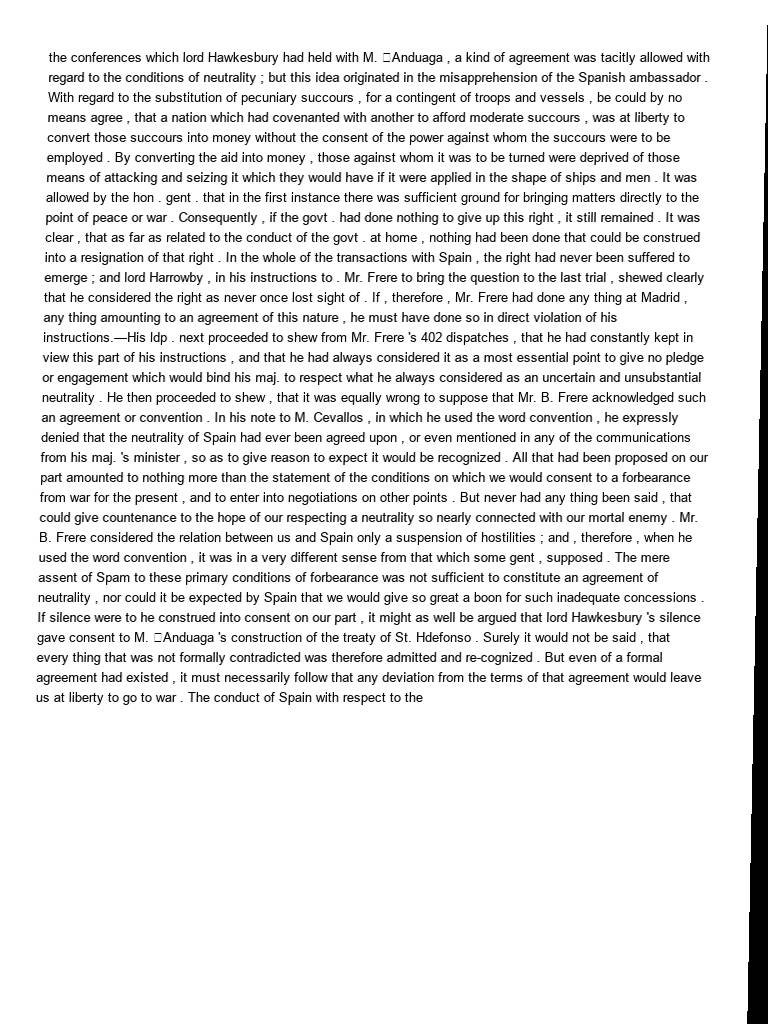 the conferences which lord Hawkesbury had held with M. Anduaga , a kind of agreement was tacitly allowed with
regard to the conditions of neutrality ; but this idea originated in the misapprehension of the Spanish ambassador .
With regard to the substitution of pecuniary succours , for a contingent of troops and vessels , be could by no
means agree , that a nation which had covenanted with another to afford moderate succours , was at liberty to
convert those succours into money without the consent of the power against whom the succours were to be
employed . By converting the aid into money , those against whom it was to be turned were deprived of those
means of attacking and seizing it which they would have if it were applied in the shape of ships and men . It was
allowed by the hon . gent . that in the first instance there was sufficient ground for bringing matters directly to the
point of peace or war . Consequently , if the govt . had done nothing to give up this right , it still remained . It was
clear , that as far as related to the conduct of the govt . at home , nothing had been done that could be construed
into a resignation of that right . In the whole of the transactions with Spain , the right had never been suffered to
emerge ; and lord Harrowby , in his instructions to . Mr. Frere to bring the question to the last trial , shewed clearly
that he considered the right as never once lost sight of . If , therefore , Mr. Frere had done any thing at Madrid ,
any thing amounting to an agreement of this nature , he must have done so in direct violation of his
instructions.—His ldp . next proceeded to shew from Mr. Frere 's 402 dispatches , that he had constantly kept in
view this part of his instructions , and that he had always considered it as a most essential point to give no pledge
or engagement which would bind his maj. to respect what he always considered as an uncertain and unsubstantial
neutrality . He then proceeded to shew , that it was equally wrong to suppose that Mr. B. Frere acknowledged such
an agreement or convention . In his note to M. Cevallos , in which he used the word convention , he expressly
denied that the neutrality of Spain had ever been agreed upon , or even mentioned in any of the communications
from his maj. 's minister , so as to give reason to expect it would be recognized . All that had been proposed on our
part amounted to nothing more than the statement of the conditions on which we would consent to a forbearance
from war for the present , and to enter into negotiations on other points . But never had any thing been said , that
could give countenance to the hope of our respecting a neutrality so nearly connected with our mortal enemy . Mr.
B. Frere considered the relation between us and Spain only a suspension of hostilities ; and , therefore , when he
used the word convention , it was in a very different sense from that which some gent , supposed . The mere
assent of Spam to these primary conditions of forbearance was not sufficient to constitute an agreement of
neutrality , nor could it be expected by Spain that we would give so great a boon for such inadequate concessions .
If silence were to he construed into consent on our part , it might as well be argued that lord Hawkesbury 's silence
gave consent to M. Anduaga 's construction of the treaty of St. Hdefonso . Surely it would not be said , that
every thing that was not formally contradicted was therefore admitted and re-cognized . But even of a formal
agreement had existed , it must necessarily follow that any deviation from the terms of that agreement would leave
us at liberty to go to war . The conduct of Spain with respect to the